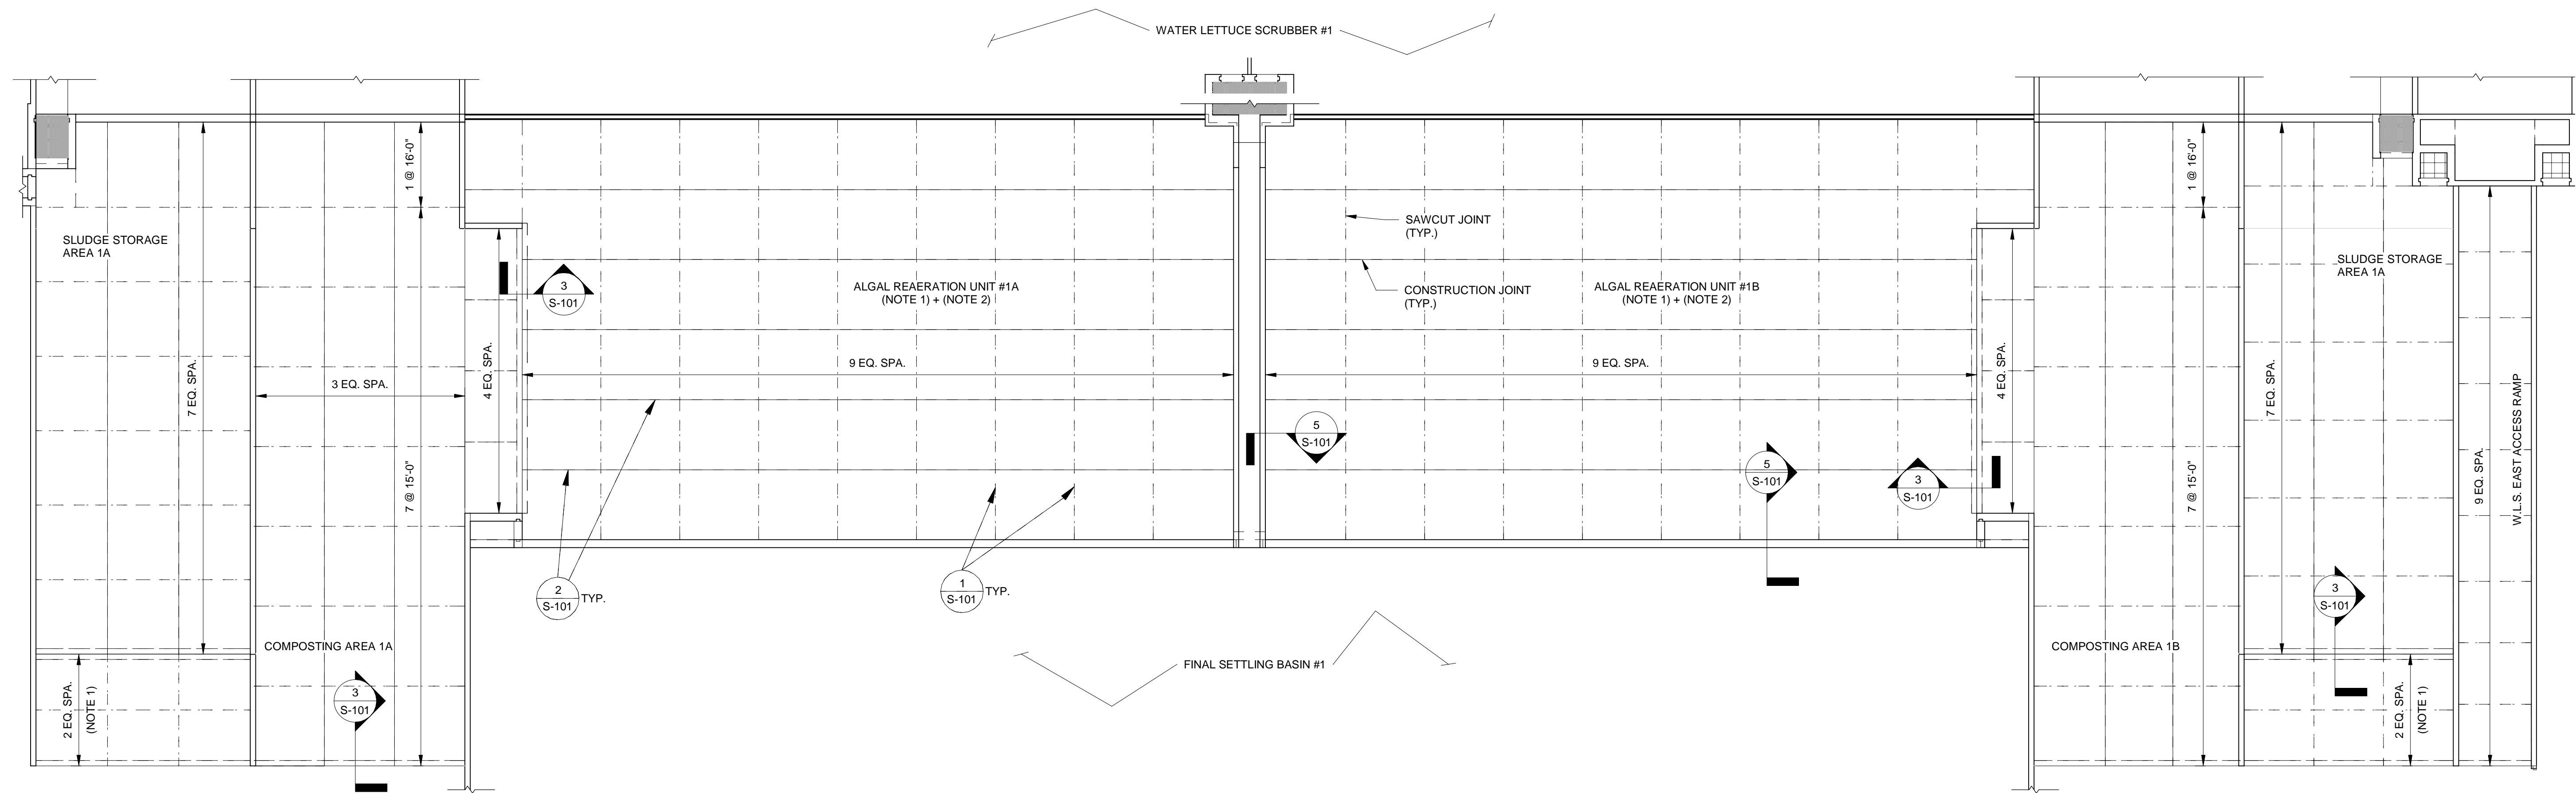 WATER LETTUCE SCRUBBER #1
1 @ 16'-0"
1 @ 16'-0"
SAWCUT JOINT
(TYP.)
SLUDGE STORAGE
AREA 1A
SLUDGE STORAGE
AREA 1A
3
S-101
ALGAL REAERATION UNIT #1A
(NOTE 1) + (NOTE 2)
CONSTRUCTION JOINT
(TYP.)
ALGAL REAERATION UNIT #1B
(NOTE 1) + (NOTE 2)
7 EQ. SPA.
3 EQ. SPA.
4 EQ. SPA.
9 EQ. SPA.
9 EQ. SPA.
4 EQ. SPA.
7 EQ. SPA.
W.L.S. EAST ACCESS RAMP
5
S-101
5
S-101
3
S-101
7 @ 15'-0"
7 @ 15'-0"
9 EQ. SPA.
2
S-101
TYP.
1
S-101
TYP.
3
S-101
COMPOSTING AREA 1A
FINAL SETTLING BASIN #1
COMPOSTING AREA 1B
2 EQ. SPA.
(NOTE 1)
3
S-101
2 EQ. SPA.
(NOTE 1)